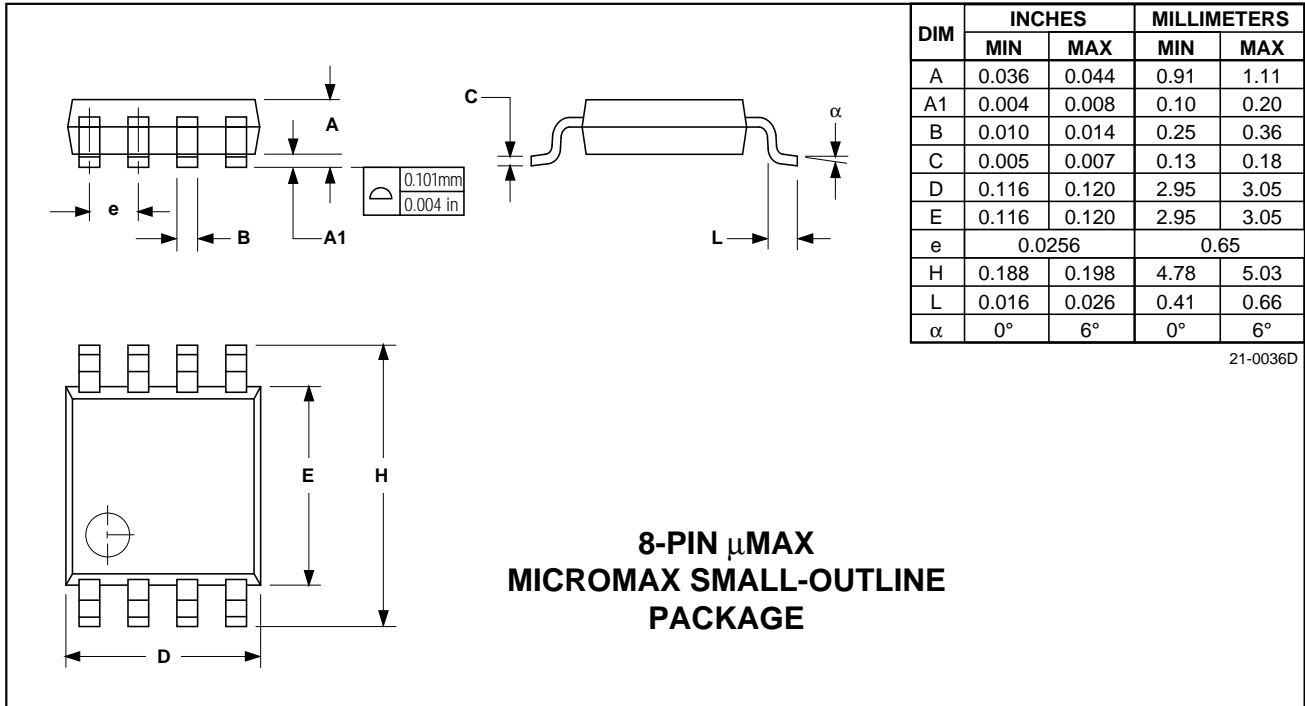 DIM INCHES MILLIMETERS
MIN MAX MIN MAX
A 0.036 0.044 0.91 1.11
A1 0.004 0.008 0.10 0.20
B 0.010 0.014 0.25 0.36
C 0.005 0.007 0.13 0.18
D 0.116 0.120 2.95 3.05
E 0.116 0.120 2.95 3.05
e 0.0256 0.65
H 0.188 0.198 4.78 5.03
L 0.016 0.026 0.41 0.66
α 0° 6° 0° 6°
21-0036D
A
C
α
0.101mm
0.004 in
e
B
A1
L
E
H
D
8-PIN µMAX
MICROMAX SMALL-OUTLINE
PACKAGE